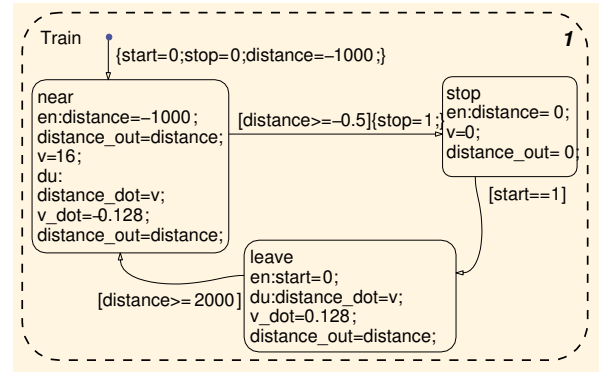 Train
1
{start=0;stop=0;distance=−1000;}
near
en:distance=−1000;
distance_out=distance;
v=16;
du:
distance_dot=v;
v_dot=−0.128;
distance_out=distance;
[distance>=−0.5]{stop=1;}
stop
en:distance= 0;
v=0;
distance_out= 0;
[start==1]
leave
en:start=0;
du:distance_dot=v;
v_dot=0.128;
distance_out=distance;
[distance>= 2000]